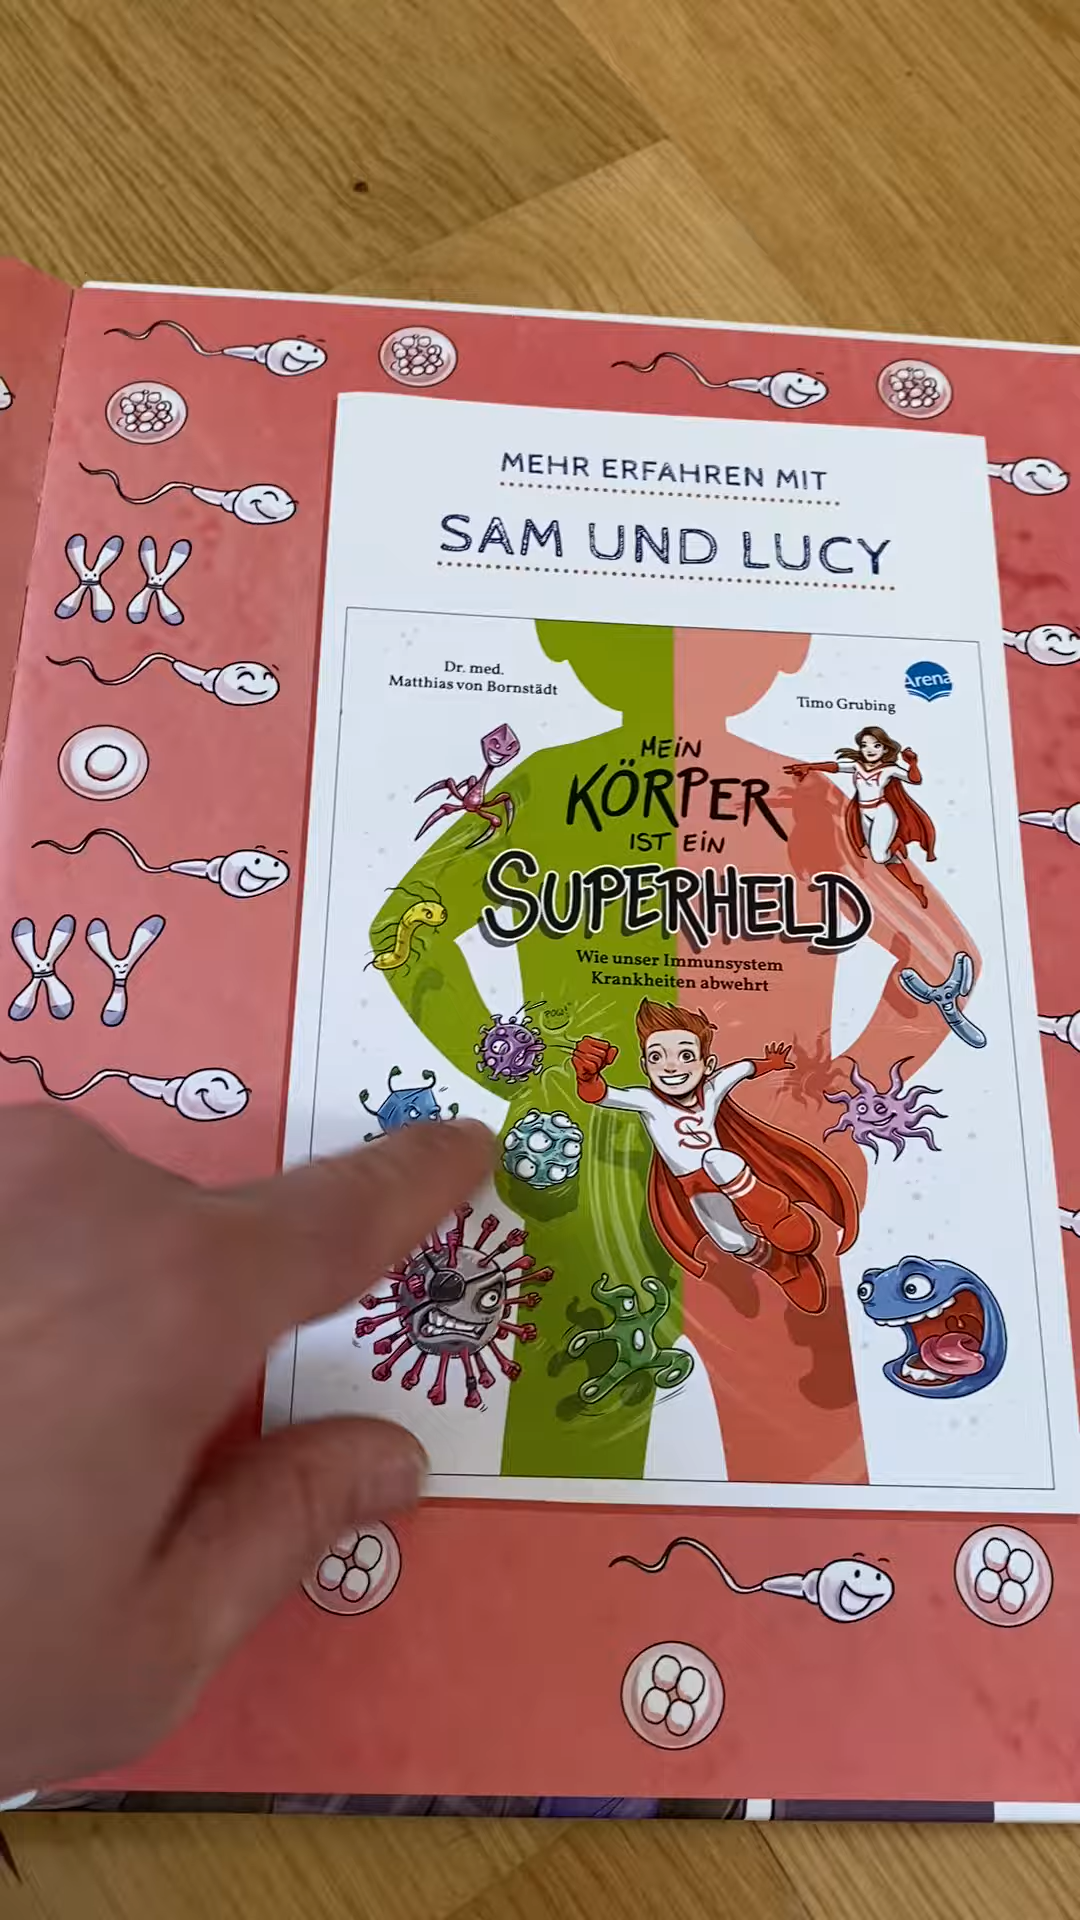 MEHR ERFAHREN MIT
SAM UND LUCY
Dr. med.
Matthias von Bornstädt
Arena
Timo Grubing
MEIN
KÖRPER
IST EIN
SUPERHELD
Wie unser Immunsystem
Krankheiten abwehrt
POW!
S